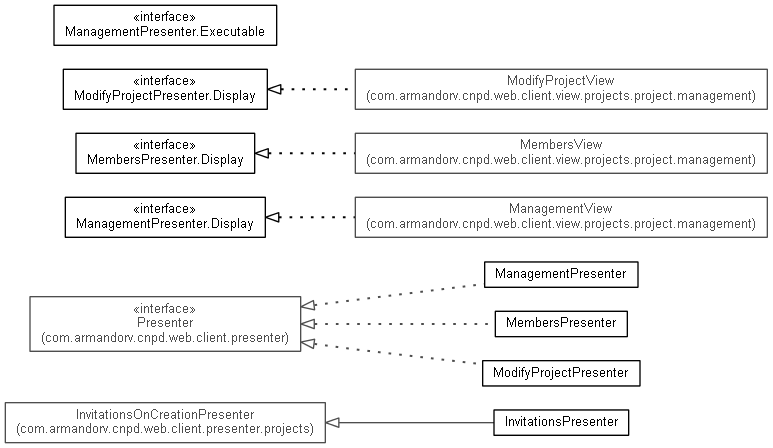 «interface»
ManagementPresenter.Executable
«interface»
ModifyProjectPresenter.Display
ModifyProjectView
(com.armandorv.cnpd.web.client.view.projects.project.management)
«interface»
MembersPresenter.Display
MembersView
(com.armandorv.cnpd.web.client.view.projects.project.management)
«interface»
ManagementPresenter.Display
ManagementView
(com.armandorv.cnpd.web.client.view.projects.project.management)
ManagementPresenter
«interface»
Presenter
(com.armandorv.cnpd.web.client.presenter)
MembersPresenter
ModifyProjectPresenter
InvitationsOnCreationPresenter
(com.armandorv.cnpd.web.client.presenter.projects)
InvitationsPresenter